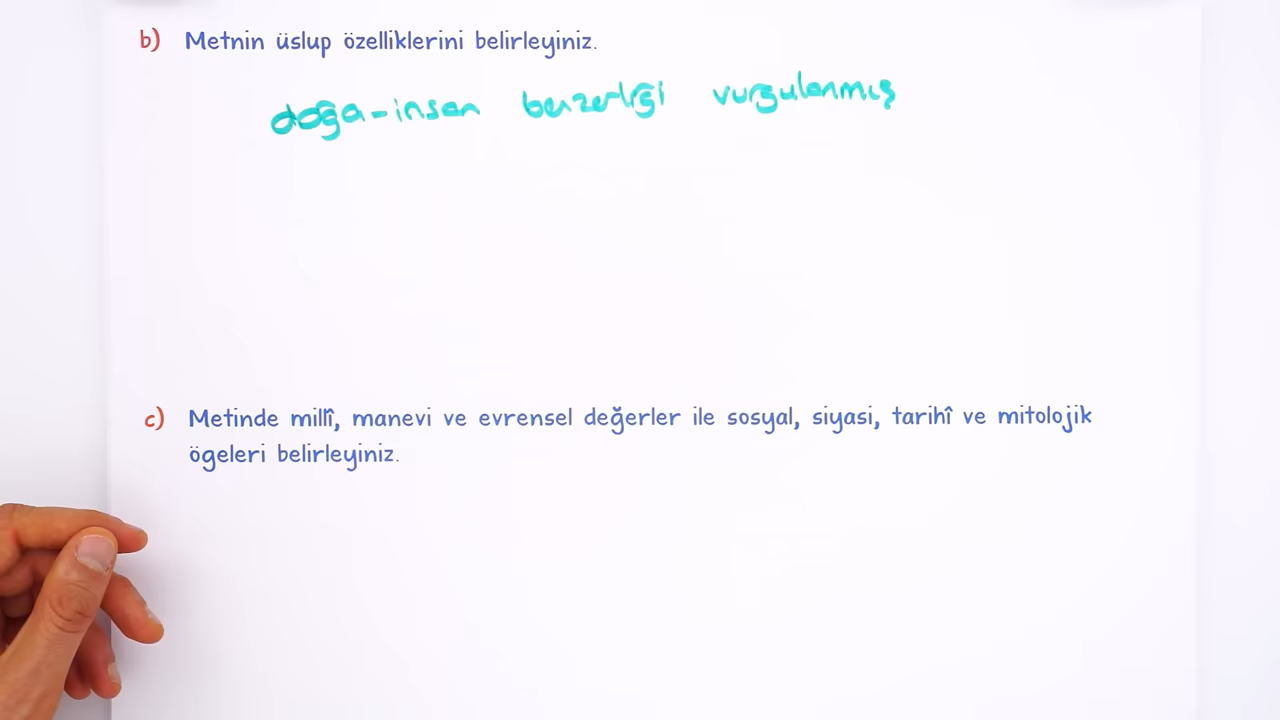 b) Metnin üslup özelliklerini belirleyiniz.
doğa-insan benzerliği vurgulanmış
c) Metinde millî, manevi ve evrensel değerler ile sosyal, siyasi, tarihî ve mitolojik
ögeleri belirleyiniz.